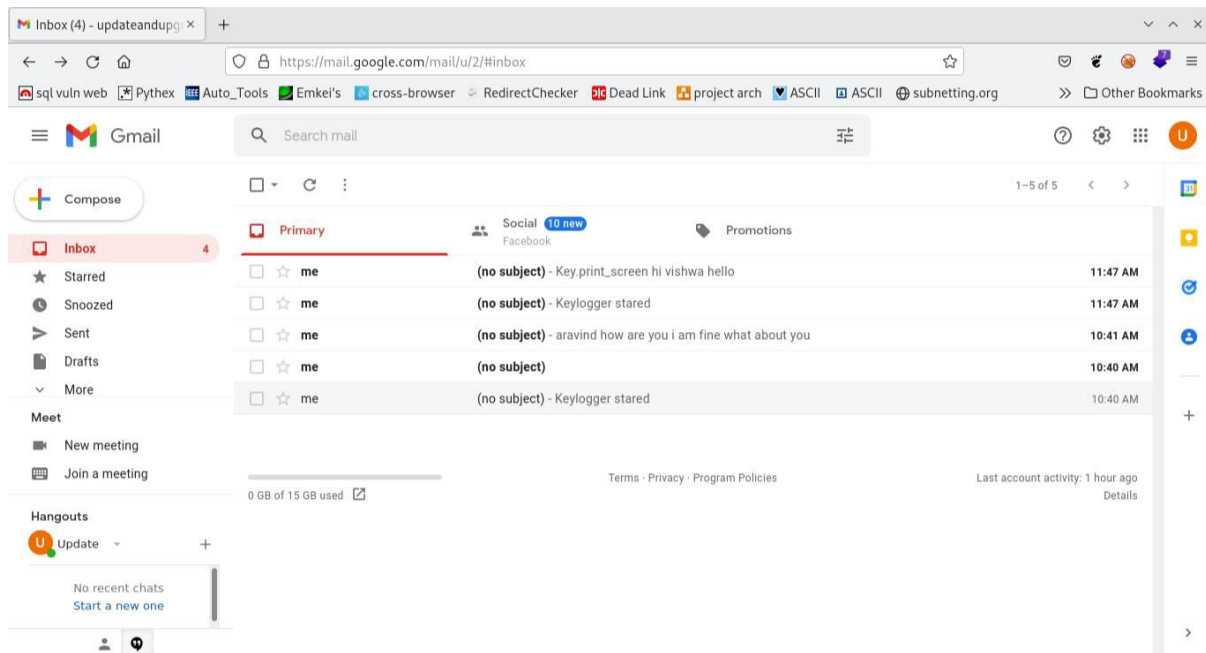 Inbox (4) - updateandupg
https://mail.google.com/mail/u/2/#inbox
7
sql vuln web Pythex IEEE Auto_Tools Emkei's cross-browser RedirectChecker Dead Link project arch ASCII ASCII subnetting.org Other Bookmarks
Gmail Search mail U
Compose
Inbox 4
Starred
Snoozed
Sent
Drafts
More
Meet
New meeting
Join a meeting
Hangouts
U Update
No recent chats
Start a new one
1–5 of 5
31
Primary Social 10 new Promotions
Facebook
me (no subject) - Key.print_screen hi vishwa hello 11:47 AM
me (no subject) - Keylogger stared 11:47 AM
me (no subject) - aravind how are you i am fine what about you 10:41 AM
me (no subject) 10:40 AM
me (no subject) - Keylogger stared 10:40 AM
0 GB of 15 GB used
Terms · Privacy · Program Policies
Last account activity: 1 hour ago
Details